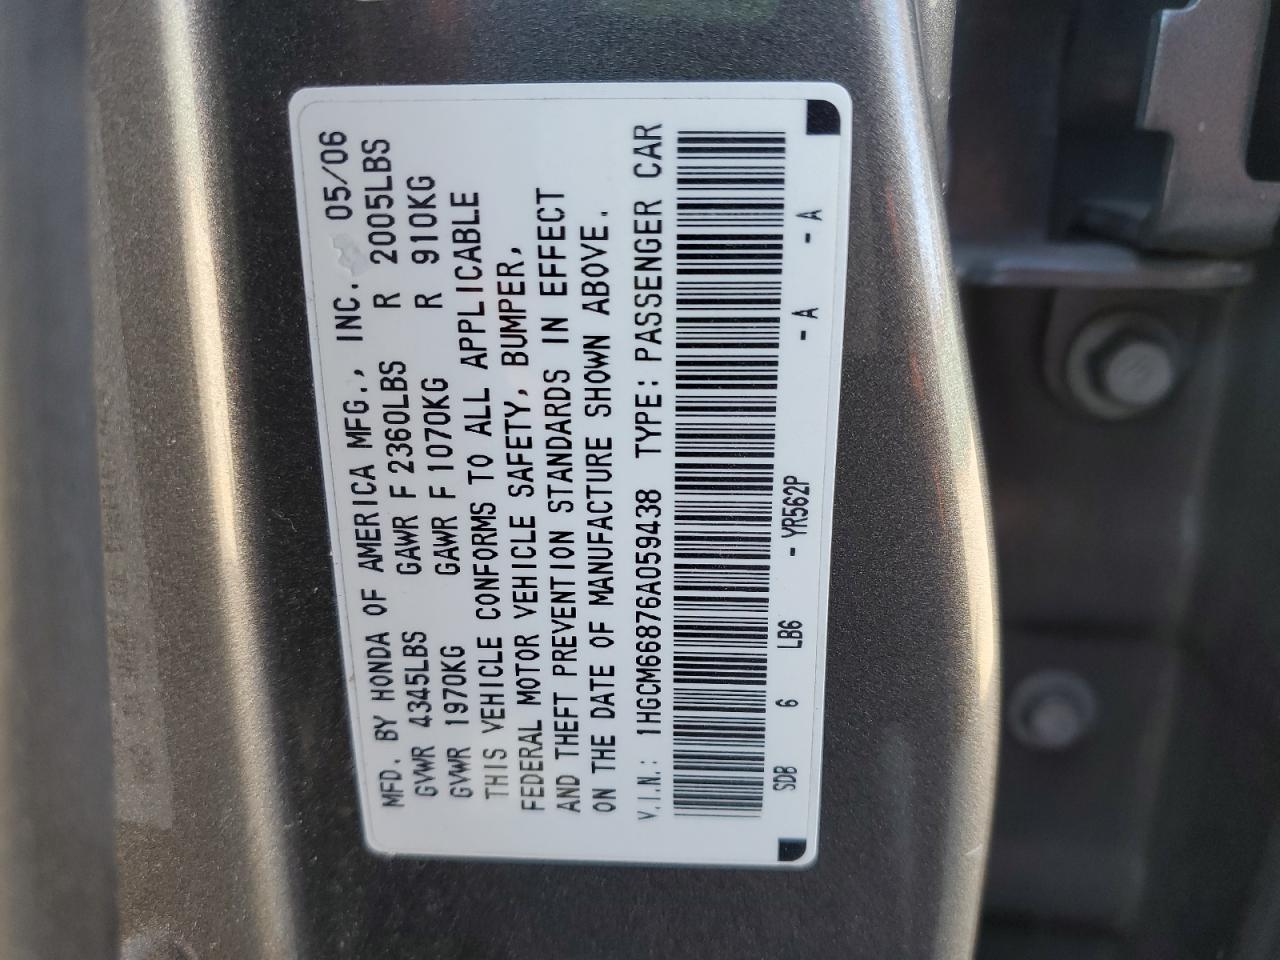 MFD. BY HONDA OF AMERICA MFG., INC. 05/06
GVWR 4345LBS GAWR F 2360LBS R 2005LBS
GVWR 1970KG GAWR F 1070KG R 910KG
THIS VEHICLE CONFORMS TO ALL APPLICABLE
FEDERAL MOTOR VEHICLE SAFETY, BUMPER,
AND THEFT PREVENTION STANDARDS IN EFFECT
ON THE DATE OF MANUFACTURE SHOWN ABOVE.
V.I.N.: 1HGCM66876A059438 TYPE: PASSENGER CAR
SDB 6 LB6 - YR562P - A - A